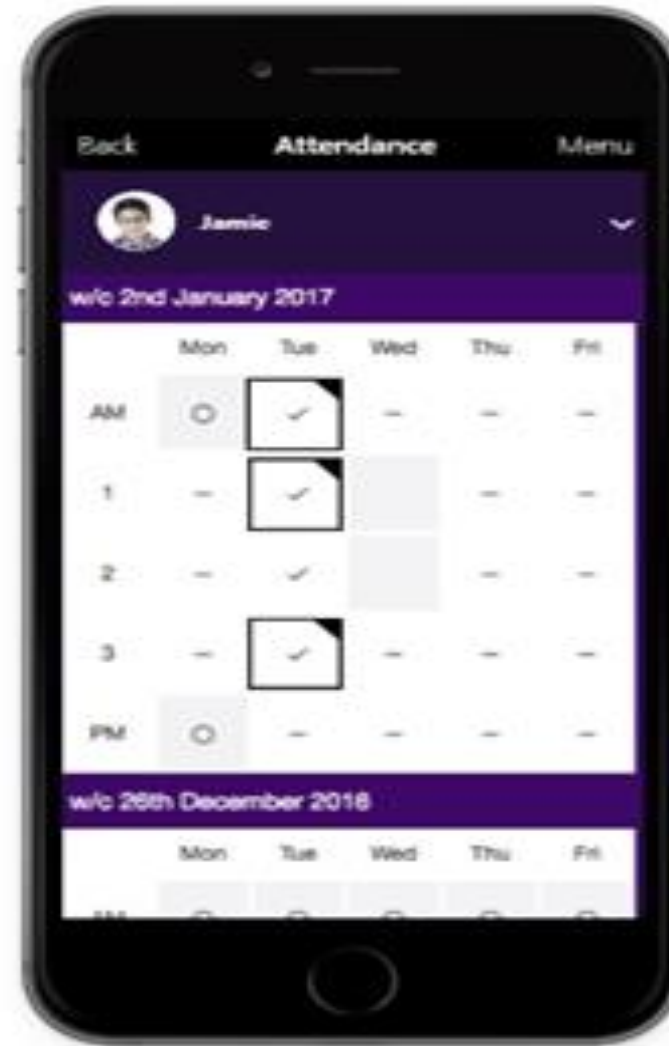 Back Attendance Menu
Jamie
w/c 2nd January 2017
Mon Tue Wed Thu Fri
AM O ✓ – – –
1 – ✓ – –
2 – ✓ – –
3 – ✓ – – –
PM O – – – –
w/c 26th December 2016
Mon Tue Wed Thu Fri